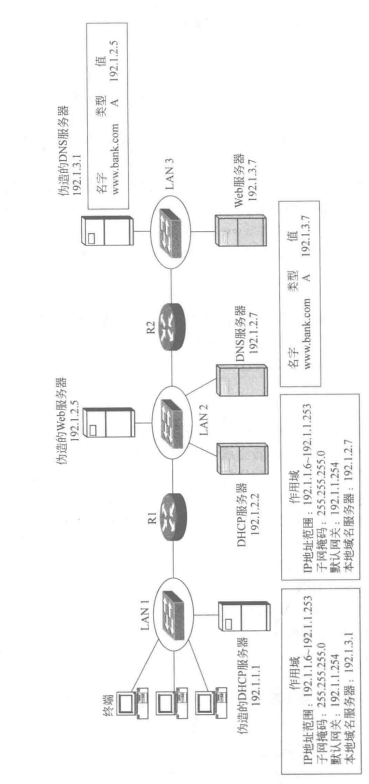 终端
LAN 1
伪造的DHCP服务器
192.1.1.1
作用域
IP地址范围：192.1.1.6~192.1.1.253
子网掩码：255.255.255.0
默认网关：192.1.1.254
本地域名服务器：192.1.3.1
R1
伪造的Web服务器
192.1.2.5
LAN 2
DHCP服务器
192.1.2.2
作用域
IP地址范围：192.1.1.6~192.1.1.253
子网掩码：255.255.255.0
默认网关：192.1.1.254
本地域名服务器：192.1.2.7
DNS服务器
192.1.2.7
名字 类型 值
www.bank.com A 192.1.3.7
R2
伪造的DNS服务器
192.1.3.1
名字 类型 值
www.bank.com A 192.1.2.5
LAN 3
Web服务器
192.1.3.7